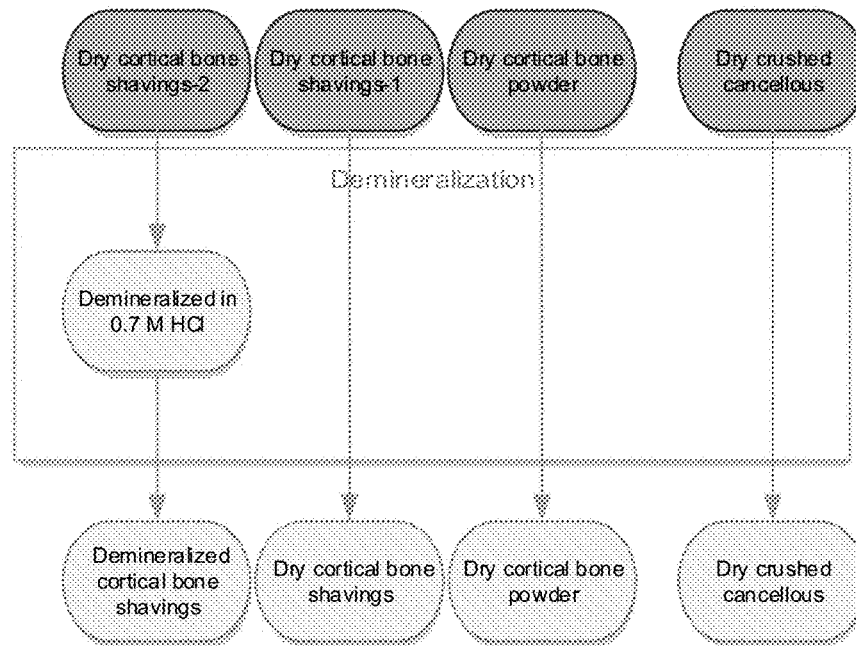 Dry cortical bone
shavings-2
Dry cortical bone
shavings-1
Dry cortical bone
powder
Dry crushed
cancellous
Demineralization
Demineralized in
0.7 M HCl
Demineralized
cortical bone
shavings
Dry cortical bone
shavings
Dry cortical bone
powder
Dry crushed
cancellous